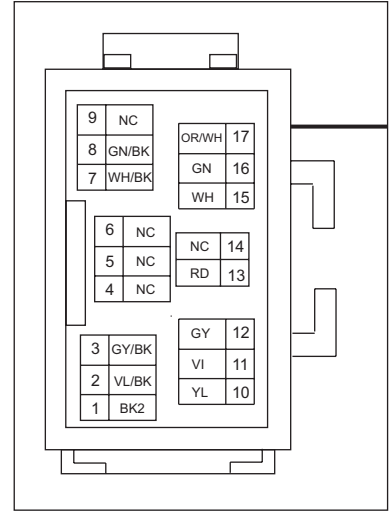 9 NC
8 GN/BK
7 WH/BK
OR/WH 17
GN 16
WH 15
6 NC
5 NC
4 NC
NC 14
RD 13
3 GY/BK
2 VL/BK
1 BK2
GY 12
VI 11
YL 10